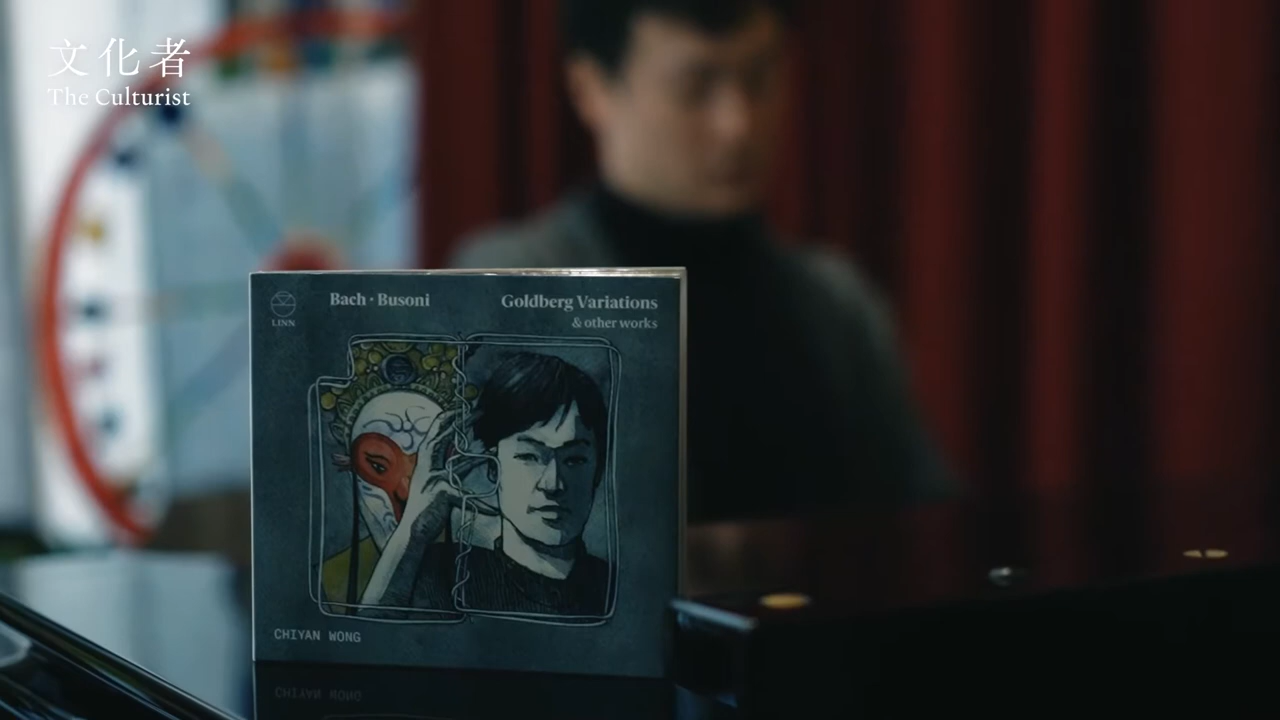 文化者
The Culturist
Bach · Busoni
Goldberg Variations
& other works
LINN
CHIYAN WONG